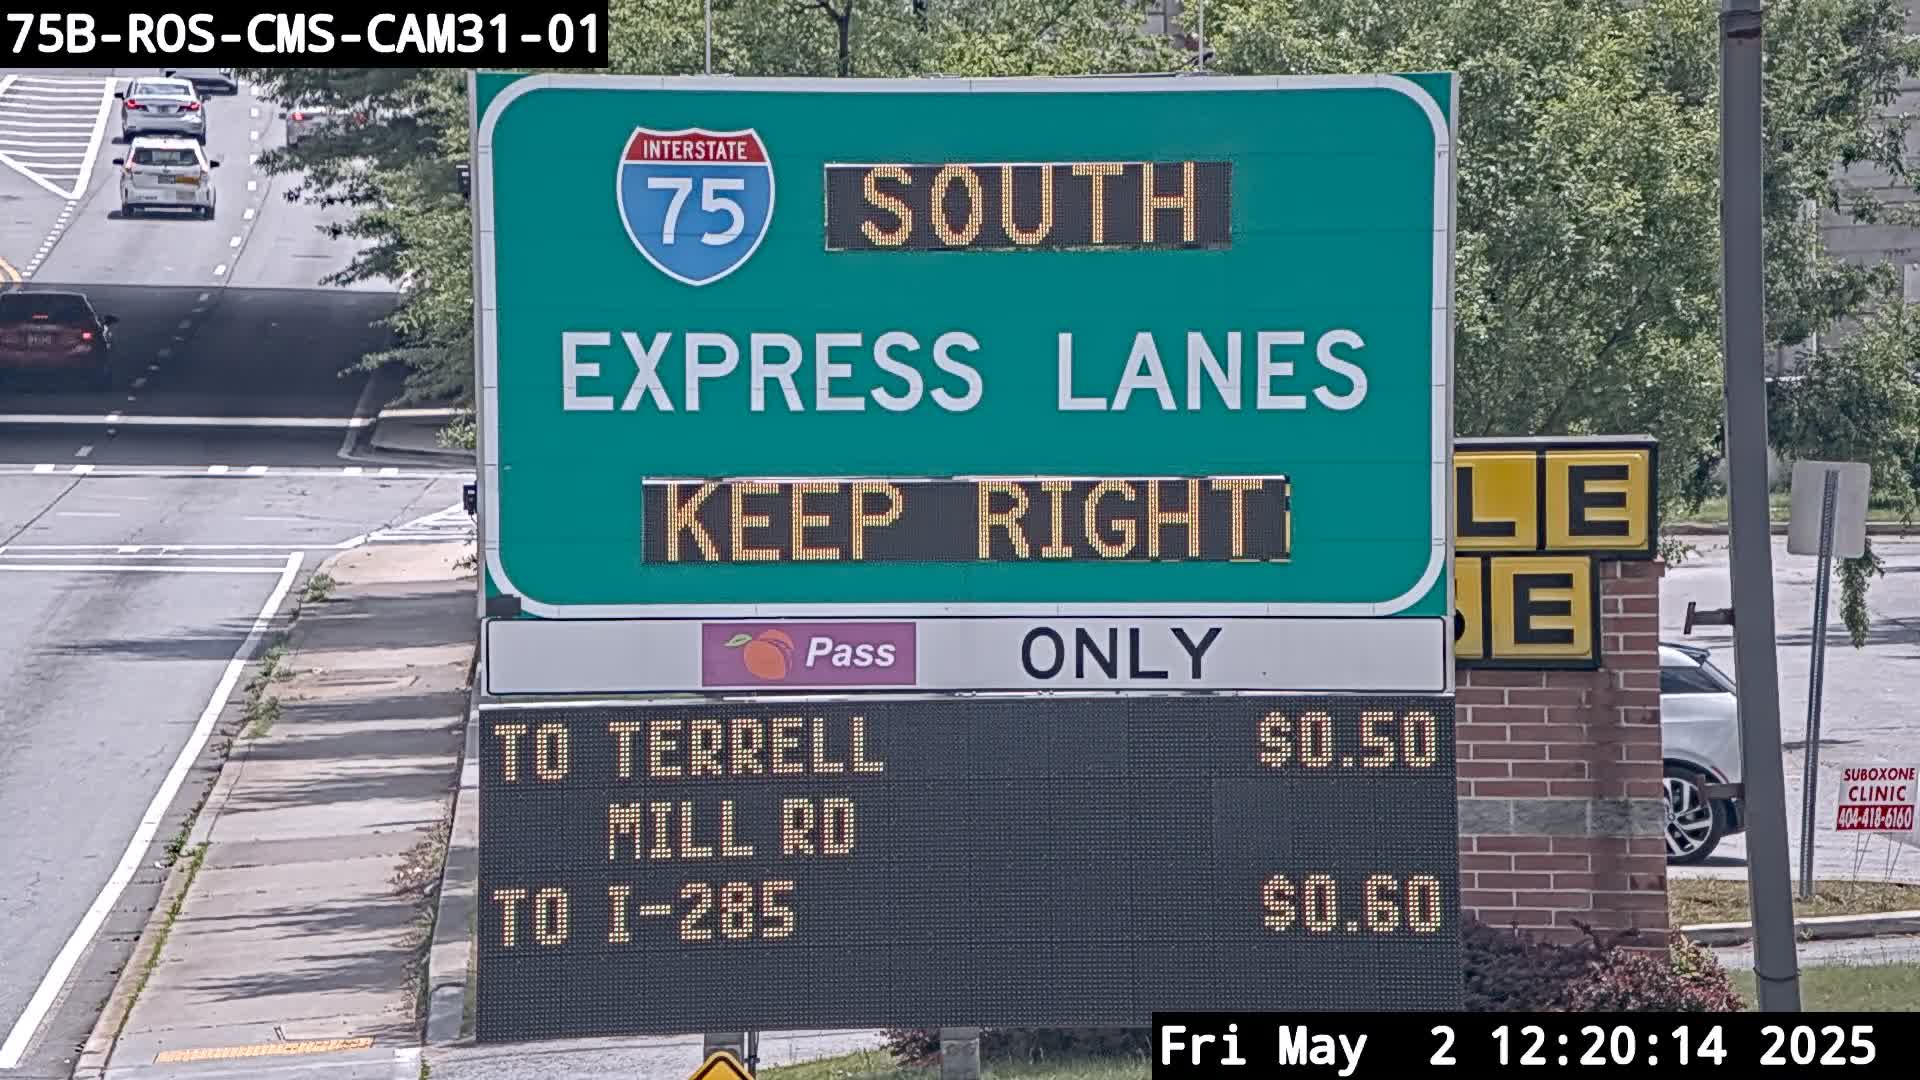 75B-ROS-CMS-CAM31-01
INTERSTATE
75
SOUTH
EXPRESS LANES
KEEP RIGHT
Pass ONLY
TO TERRELL $0.50
MILL RD
TO I-285 $0.60
LE
E
SUBOXONE
CLINIC
404-418-6160
Fri May 2 12:20:14 2025